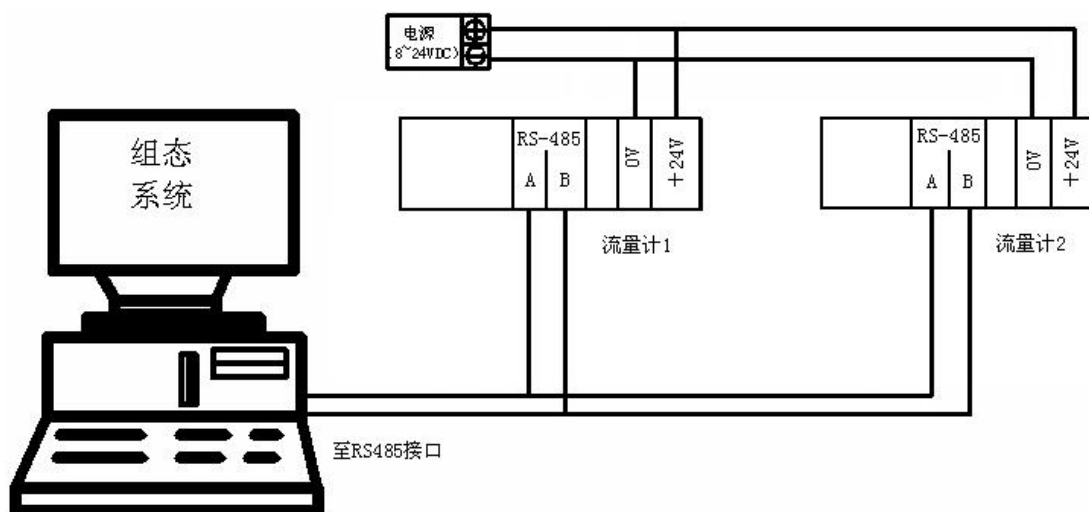 电源
(8~24VDC)
组态
系统
RS-485
A
B
0V
+24V
流量计1
RS-485
A
B
0V
+24V
流量计2
至RS485接口